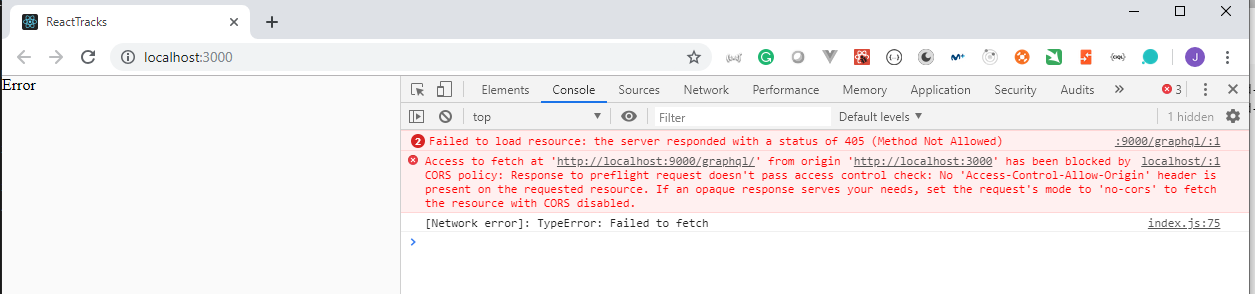 ReactTracks
localhost:3000
J
Error
Elements Console Sources Network Performance Memory Application Security Audits » 3
top Filter Default levels 1 hidden
2 Failed to load resource: the server responded with a status of 405 (Method Not Allowed) :9000/graphql/:1
Access to fetch at 'http://localhost:9000/graphql/' from origin 'http://localhost:3000' has been blocked by localhost/:1
CORS policy: Response to preflight request doesn't pass access control check: No 'Access-Control-Allow-Origin' header is
present on the requested resource. If an opaque response serves your needs, set the request's mode to 'no-cors' to fetch
the resource with CORS disabled.
[Network error]: TypeError: Failed to fetch index.js:75